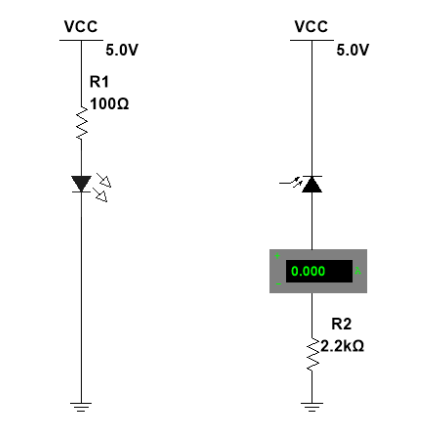 VCC
5.0V
R1
100Ω
VCC
5.0V
+
0.000
A
-
R2
2.2kΩ